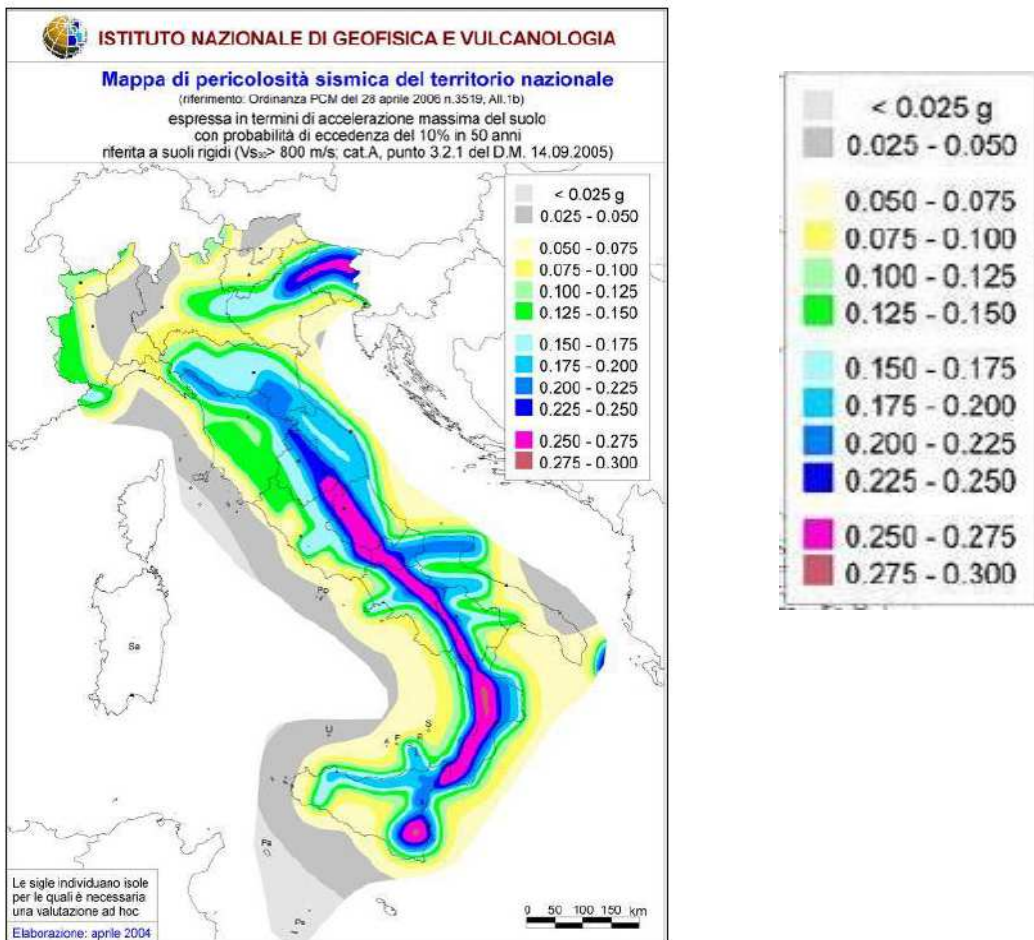 ISTITUTO NAZIONALE DI GEOFISICA E VULCANOLOGIA
Mappa di pericolosità sismica del territorio nazionale
(riferimento: Ordinanza PCM del 28 aprile 2006 n.3519, All.1b)
espressa in termini di accelerazione massima del suolo
con probabilità di eccedenza del 10% in 50 anni
riferita a suoli rigidi (Vs₃₀> 800 m/s; cat.A, punto 3.2.1 del D.M. 14.09.2005)
< 0.025 g
0.025 - 0.050
0.050 - 0.075
0.075 - 0.100
0.100 - 0.125
0.125 - 0.150
0.150 - 0.175
0.175 - 0.200
0.200 - 0.225
0.225 - 0.250
0.250 - 0.275
0.275 - 0.300
Po
Sa
U
S
F
Pa
Pe
Le sigle individuano isole
per le quali è necessaria
una valutazione ad hoc
Elaborazione: aprile 2004
0 50 100 150 km
< 0.025 g
0.025 - 0.050
0.050 - 0.075
0.075 - 0.100
0.100 - 0.125
0.125 - 0.150
0.150 - 0.175
0.175 - 0.200
0.200 - 0.225
0.225 - 0.250
0.250 - 0.275
0.275 - 0.300